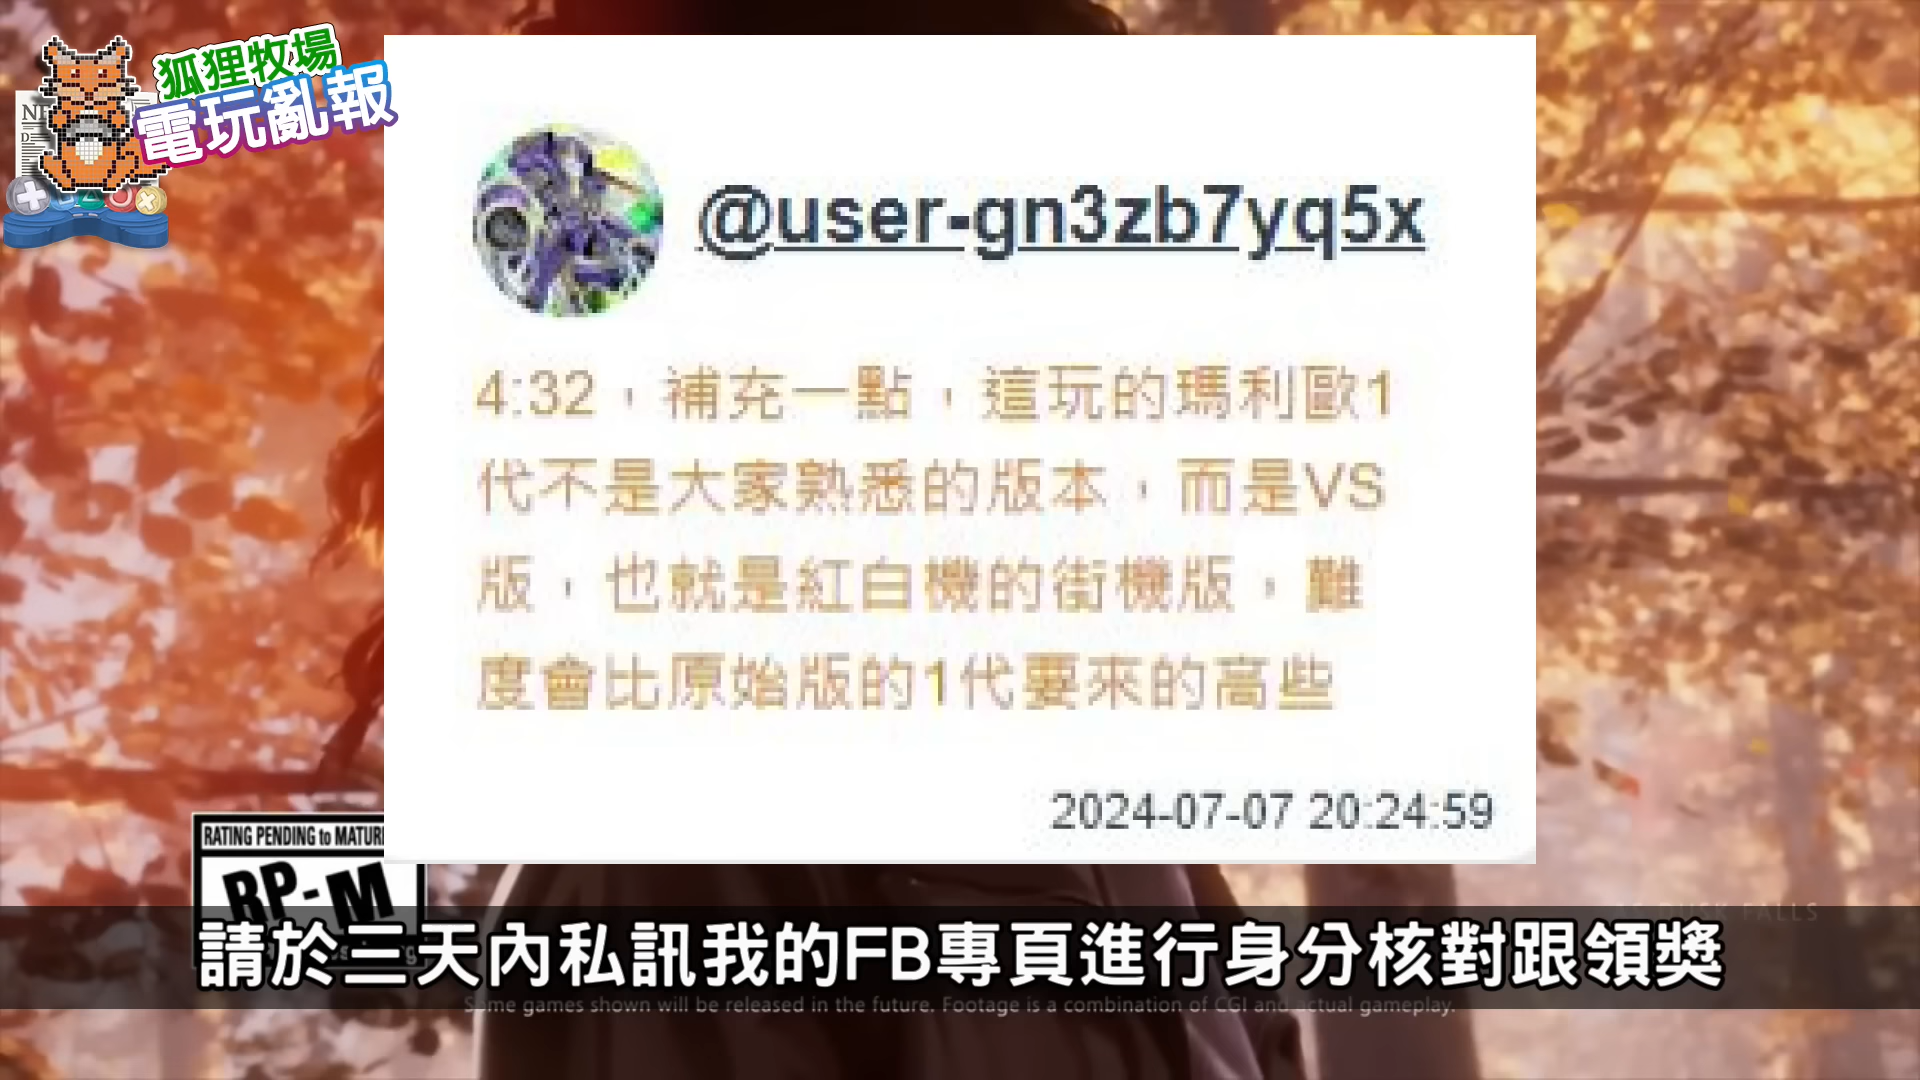 狐狸牧場
電玩亂報
@user-gn3zb7yq5x
4:32，補充一點，這玩的瑪利歐1
代不是大家熟悉的版本，而是VS
版，也就是紅白機的街機版，難
度會比原始版的1代要來的高些
2024-07-07 20:24:59
RATING PENDING to MATUR
RP-M
請於三天內私訊我的FB專頁進行身分核對跟領獎
Some games shown will be released in the future. Footage is a combination of CGI and actual gameplay.